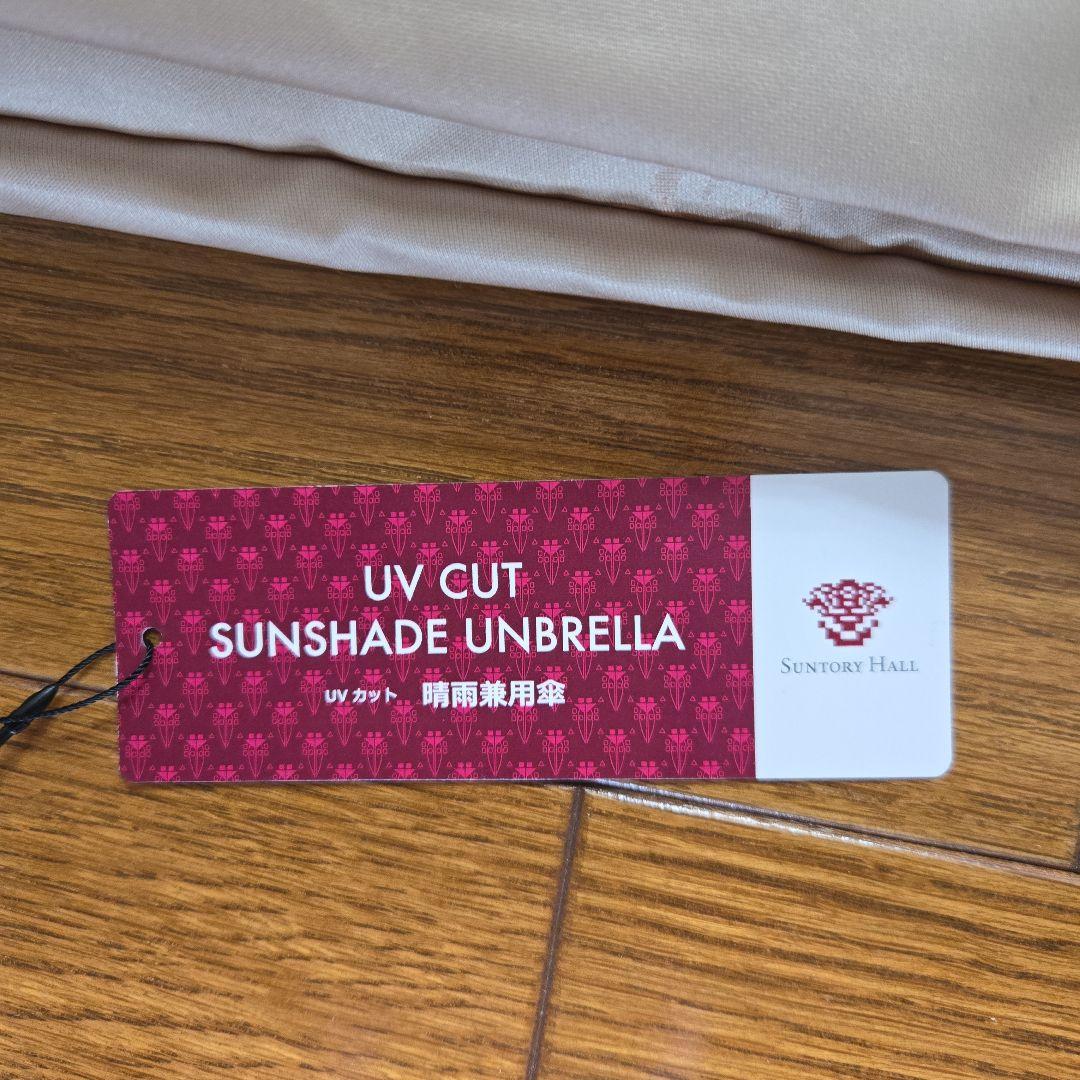 UV CUT
SUNSHADE UNBRELLA
UV カット 晴雨兼用傘
SUNTORY HALL